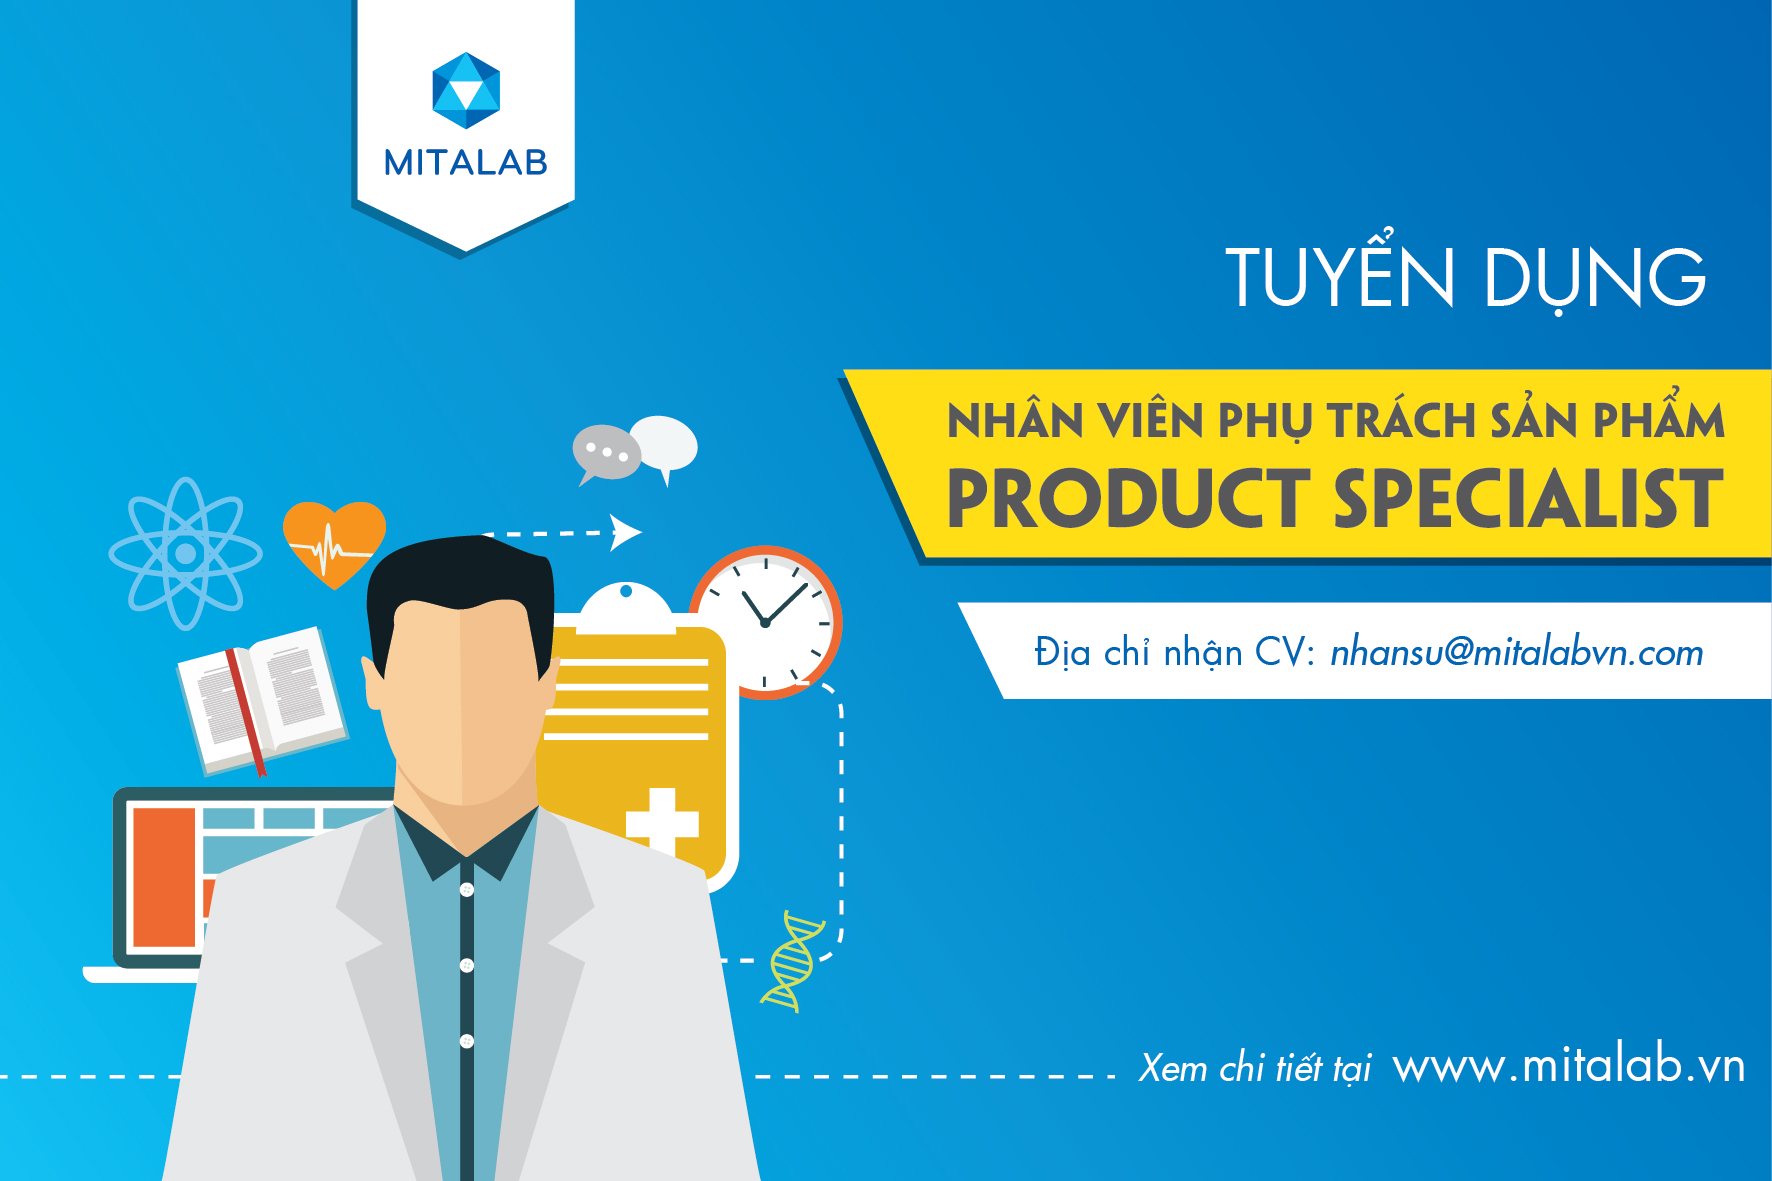 MITALAB
TUYỂN DỤNG
NHÂN VIÊN PHỤ TRÁCH SẢN PHẨM
PRODUCT SPECIALIST
Địa chỉ nhận CV: nhansu@mitalabvn.com
Xem chi tiết tại www.mitalab.vn